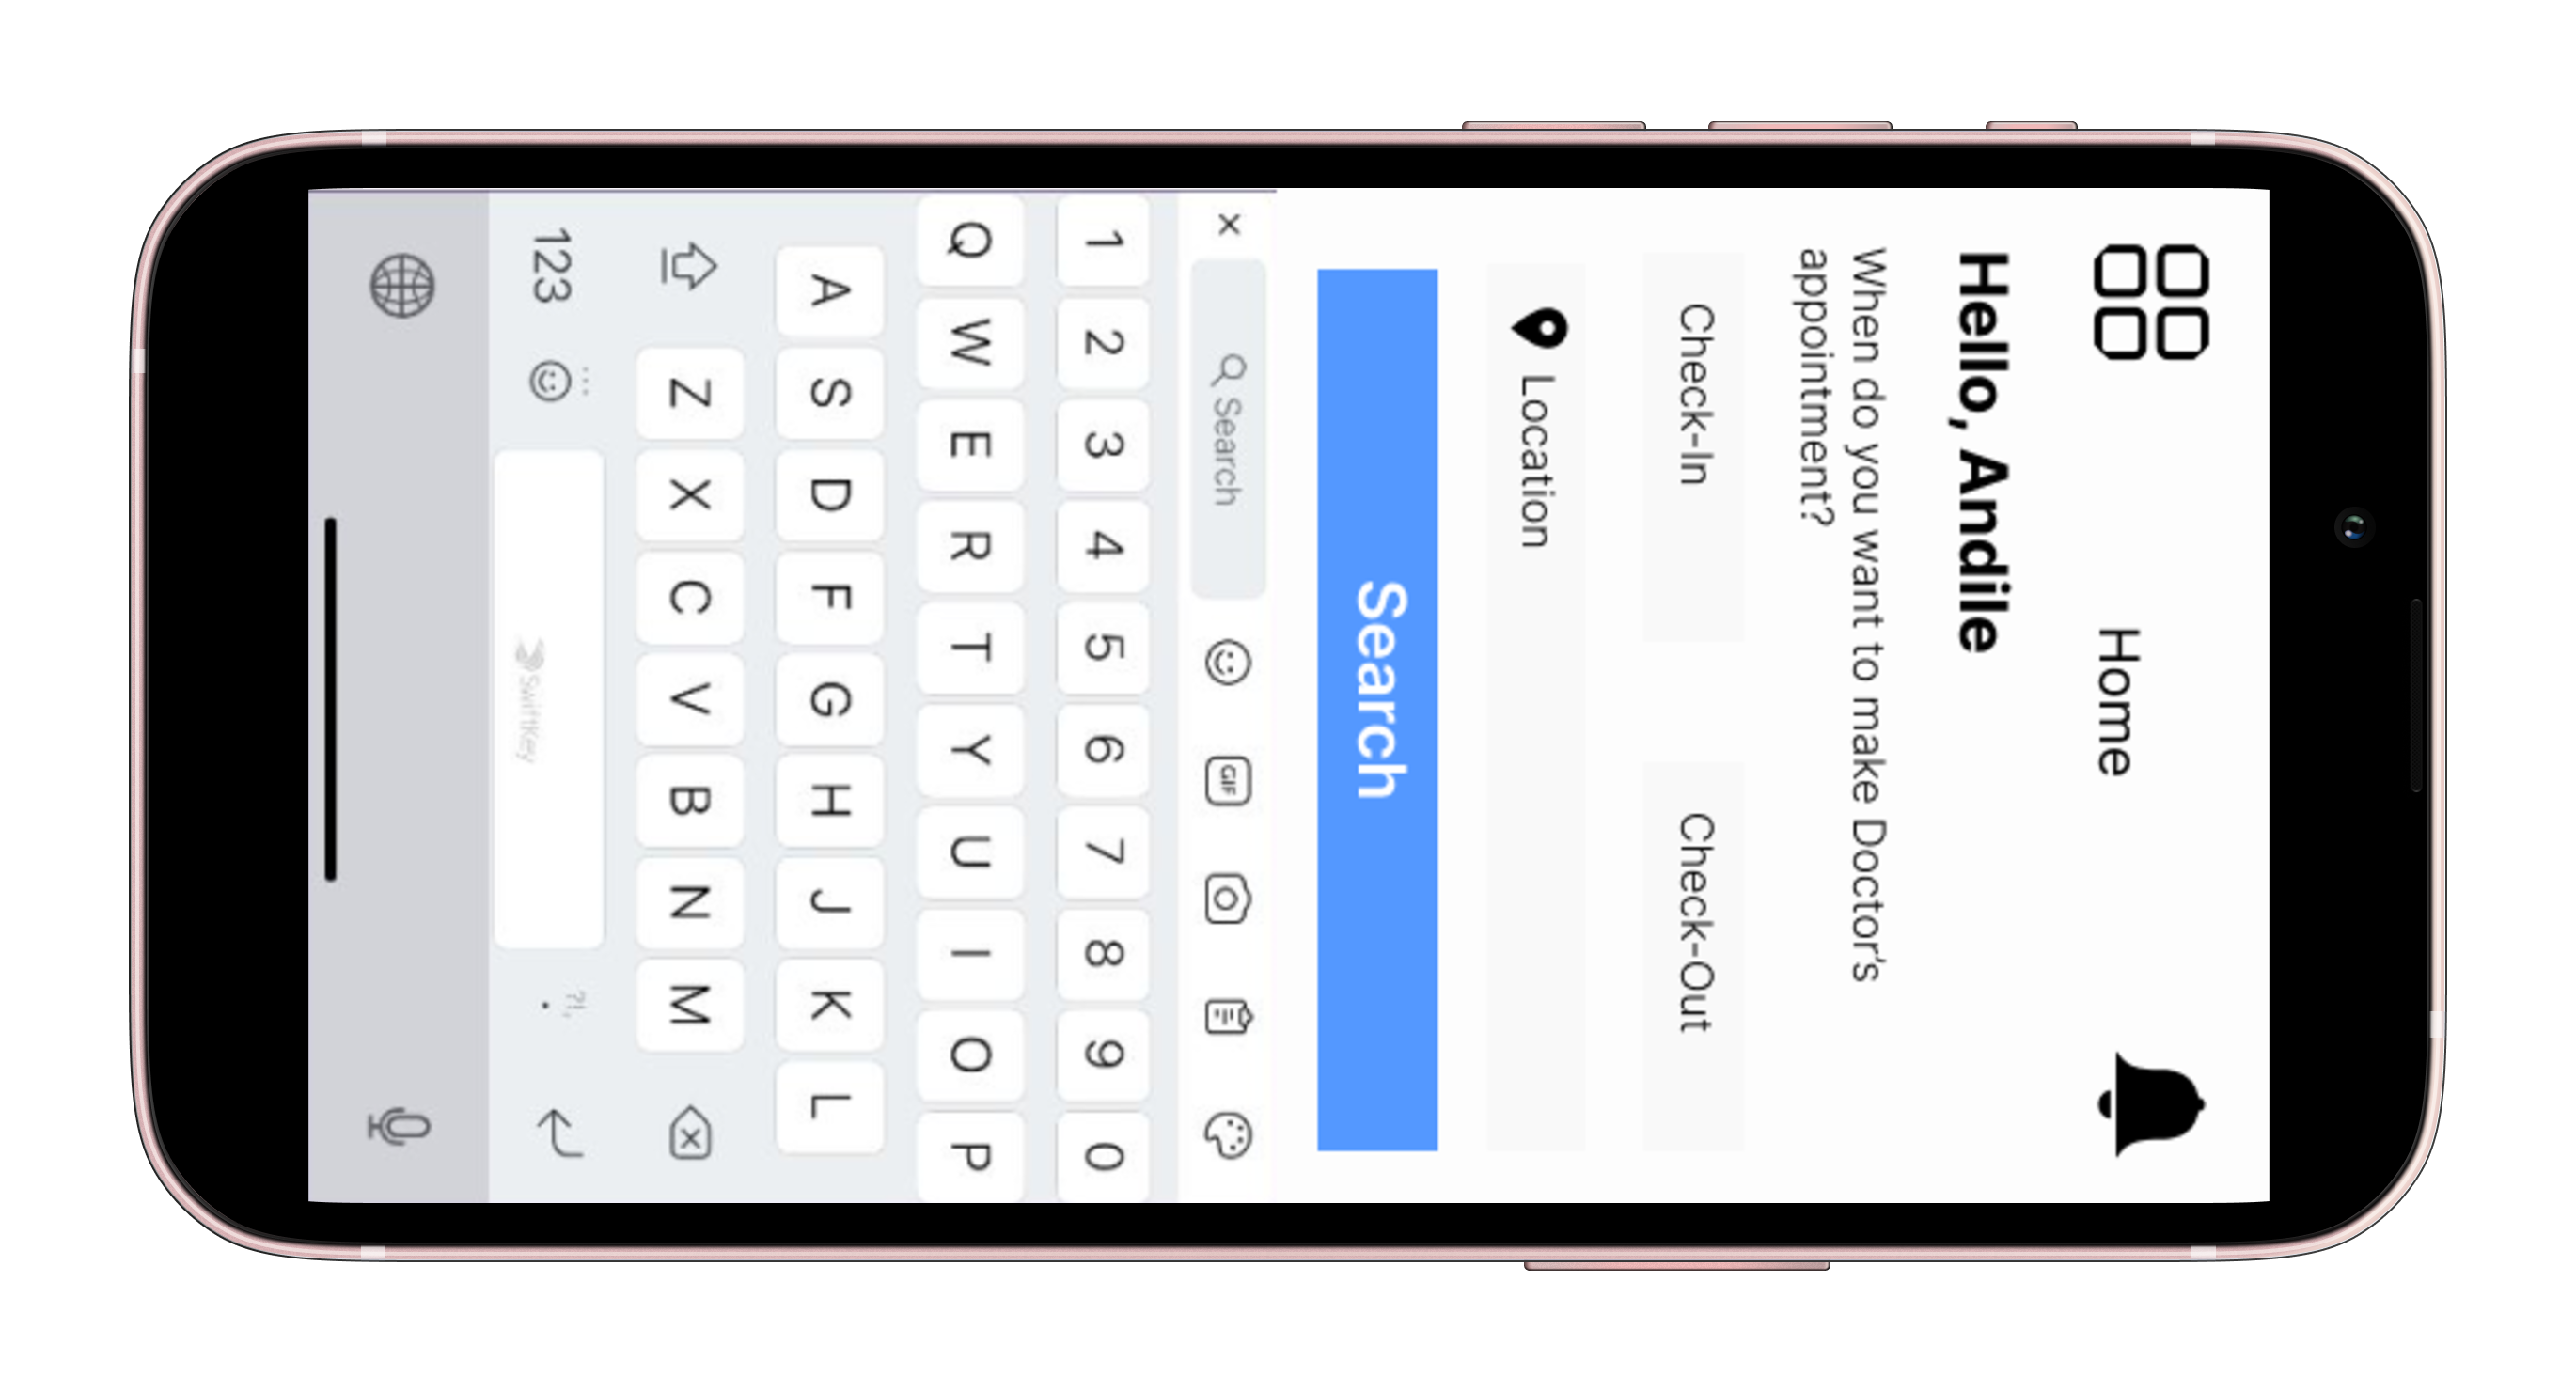 Home
Hello, Andile
When do you want to make Doctor's
appointment?
Check-In Check-Out
Location
Search
× Search GIF
1 2 3 4 5 6 7 8 9 0
Q W E R T Y U I O P
A S D F G H J K L
Z X C V B N M
123 SwiftKey . ?!,